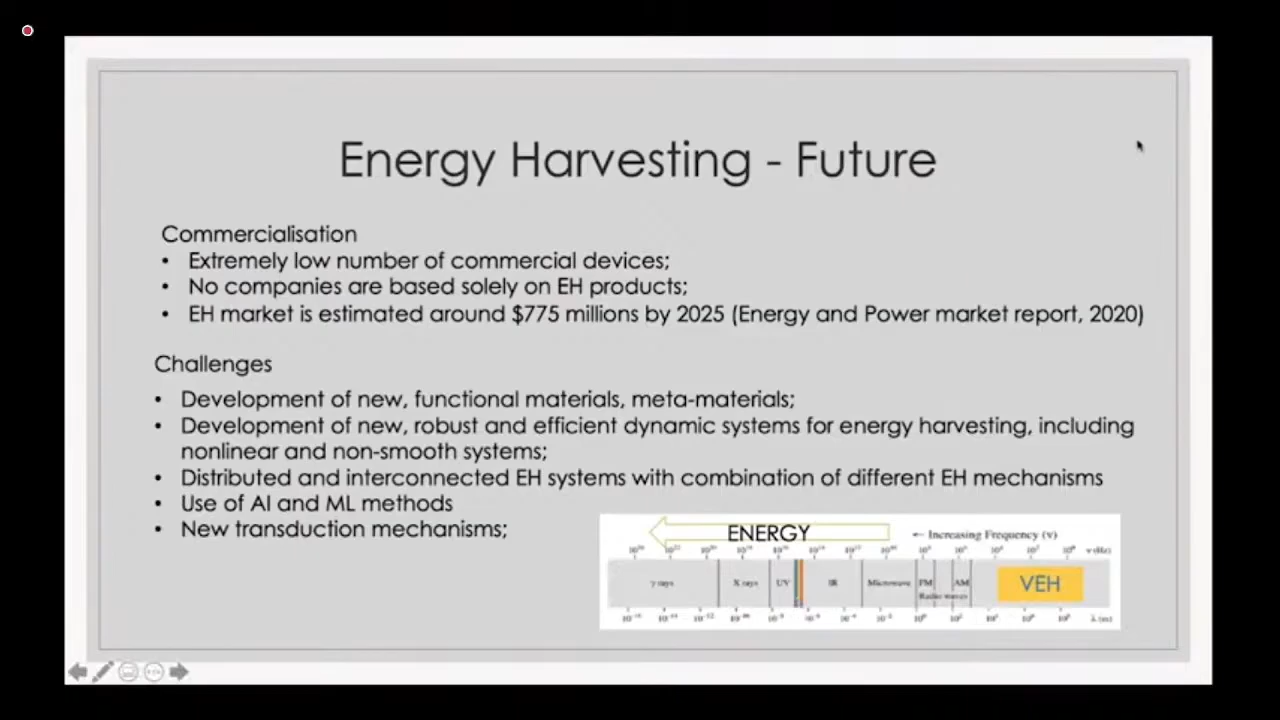 Energy Harvesting - Future
Commercialisation
• Extremely low number of commercial devices;
• No companies are based solely on EH products;
• EH market is estimated around $775 millions by 2025 (Energy and Power market report, 2020)
Challenges
• Development of new, functional materials, meta-materials;
• Development of new, robust and efficient dynamic systems for energy harvesting, including
nonlinear and non-smooth systems;
• Distributed and interconnected EH systems with combination of different EH mechanisms
• Use of AI and ML methods
• New transduction mechanisms;
ENERGY
← Increasing Frequency (ν)
γ rays X rays UV IR Microwave FM AM VEH
Radio waves